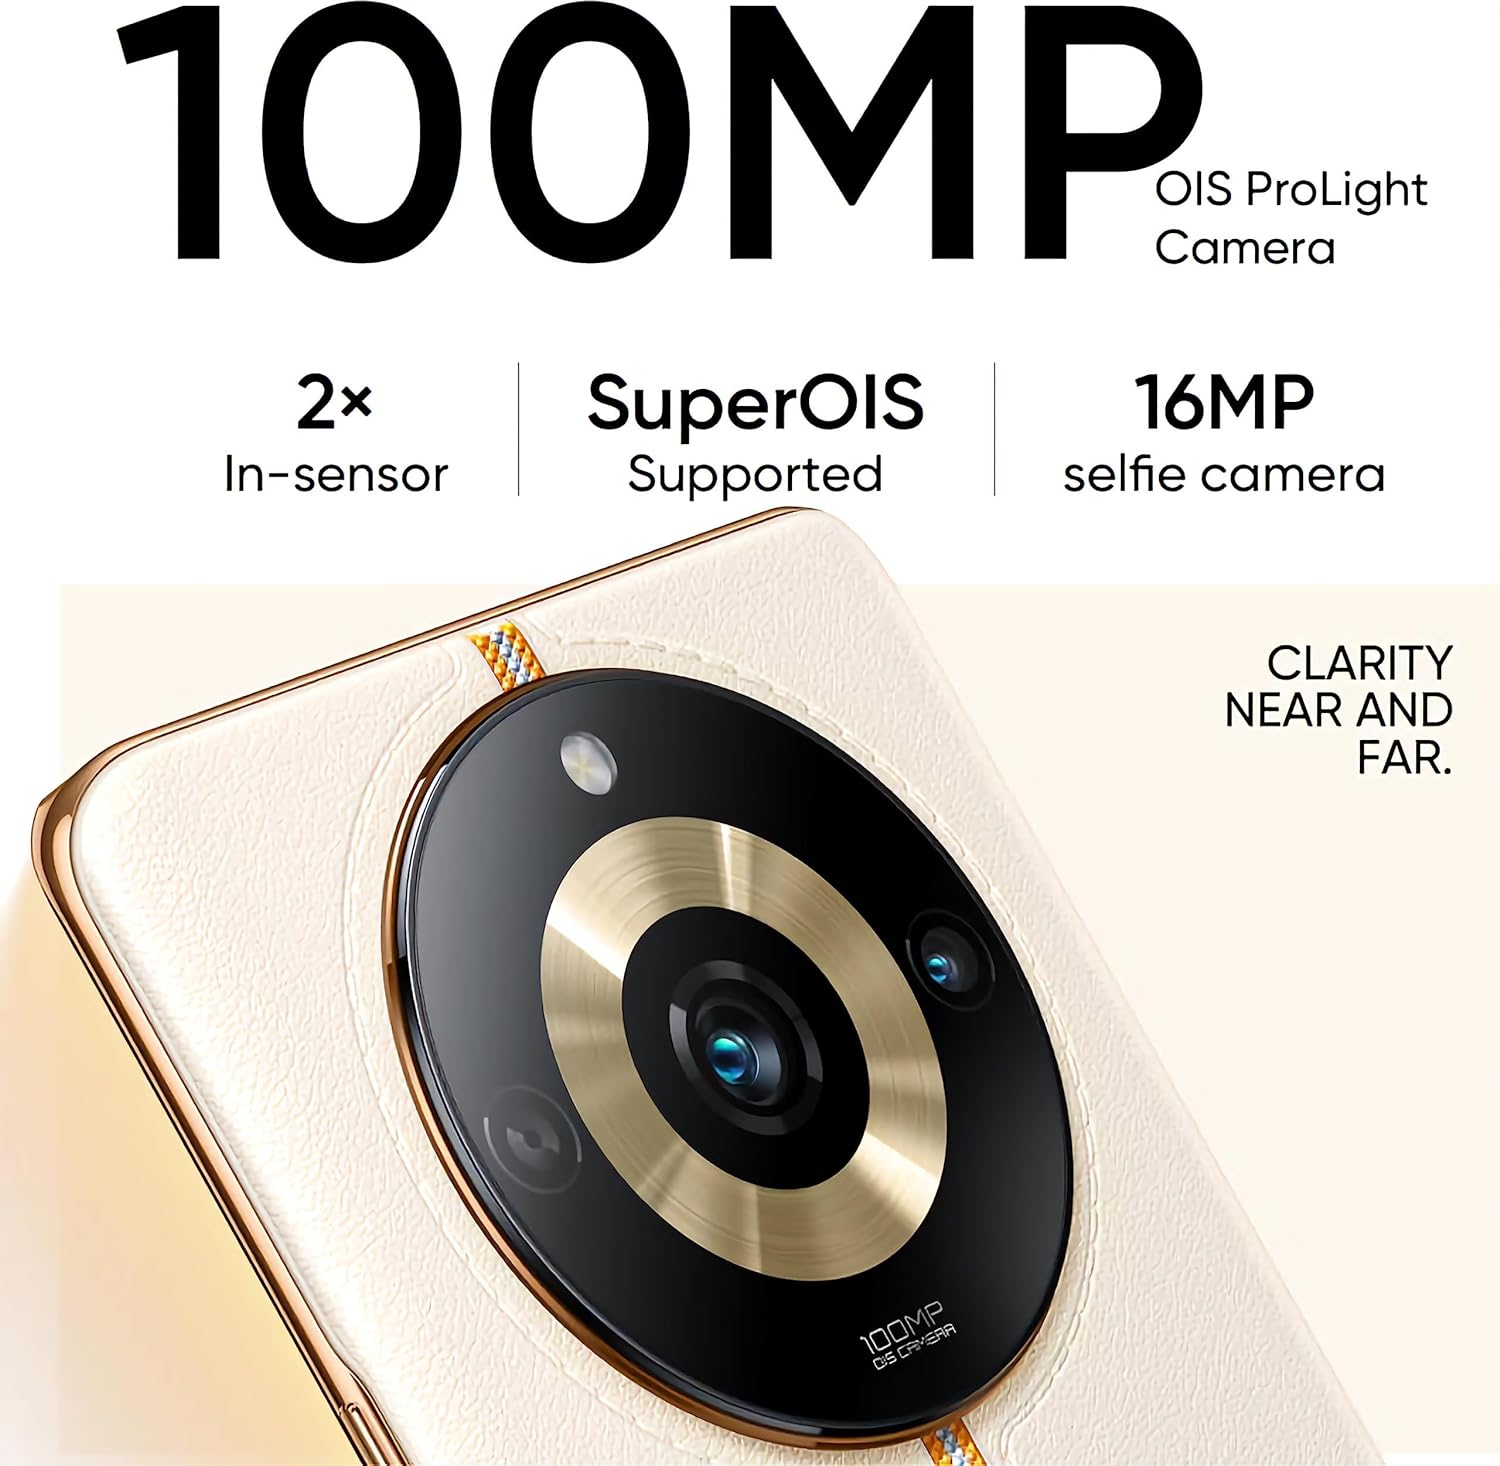 100MP
OIS ProLight
Camera
2×
In-sensor
SuperOIS
Supported
16MP
selfie camera
CLARITY
NEAR AND
FAR.
100MP
OIS CAMERA